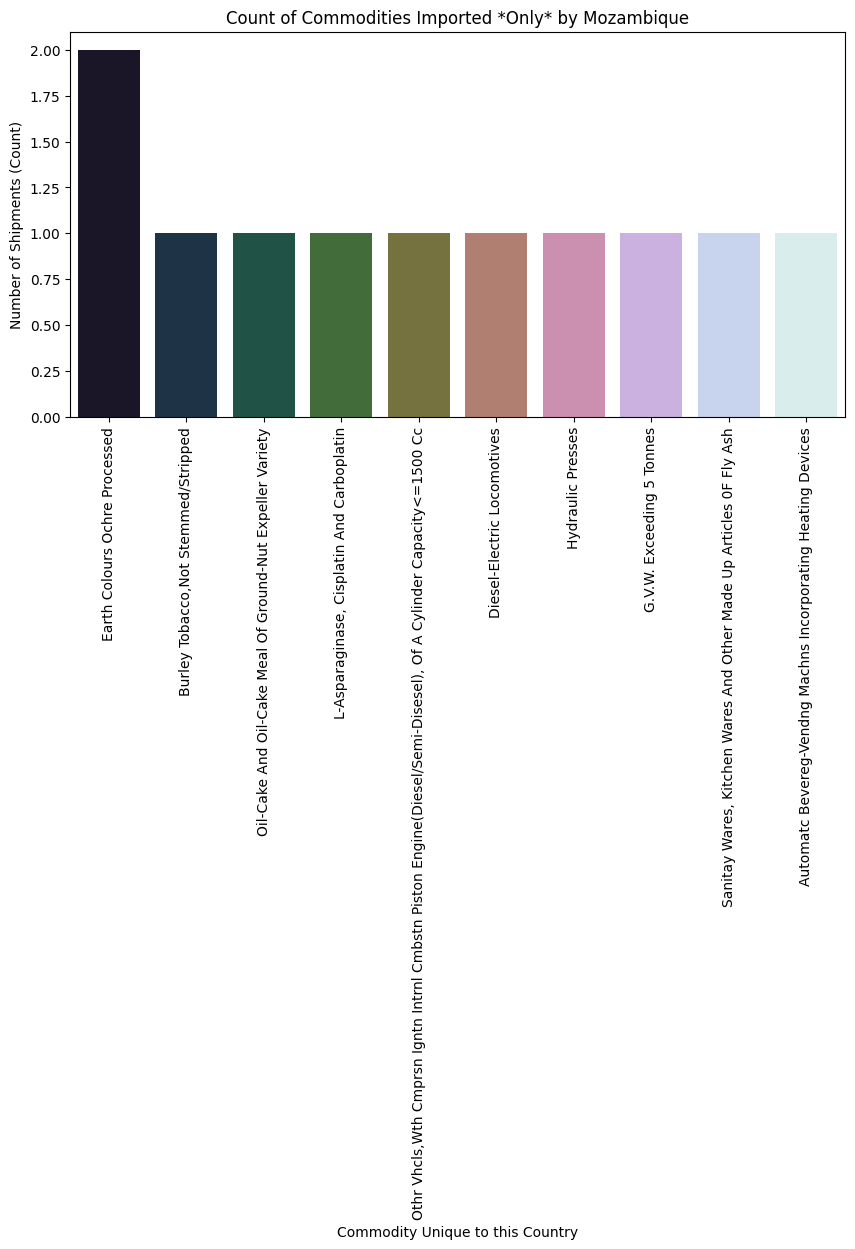 Count of Commodities Imported *Only* by Mozambique
Number of Shipments (Count)
2.00
1.75
1.50
1.25
1.00
0.75
0.50
0.25
0.00
Earth Colours Ochre Processed
Burley Tobacco,Not Stemmed/Stripped
Oil-Cake And Oil-Cake Meal Of Ground-Nut Expeller Variety
L-Asparaginase, Cisplatin And Carboplatin
Othr Vhcls,Wth Cmprsn Igntn Intrnl Cmbstn Piston Engine(Diesel/Semi-Disesel), Of A Cylinder Capacity<=1500 Cc
Diesel-Electric Locomotives
Hydraulic Presses
G.V.W. Exceeding 5 Tonnes
Sanitay Wares, Kitchen Wares And Other Made Up Articles 0F Fly Ash
Automatc Bevereg-Vendng Machns Incorporating Heating Devices
Commodity Unique to this Country